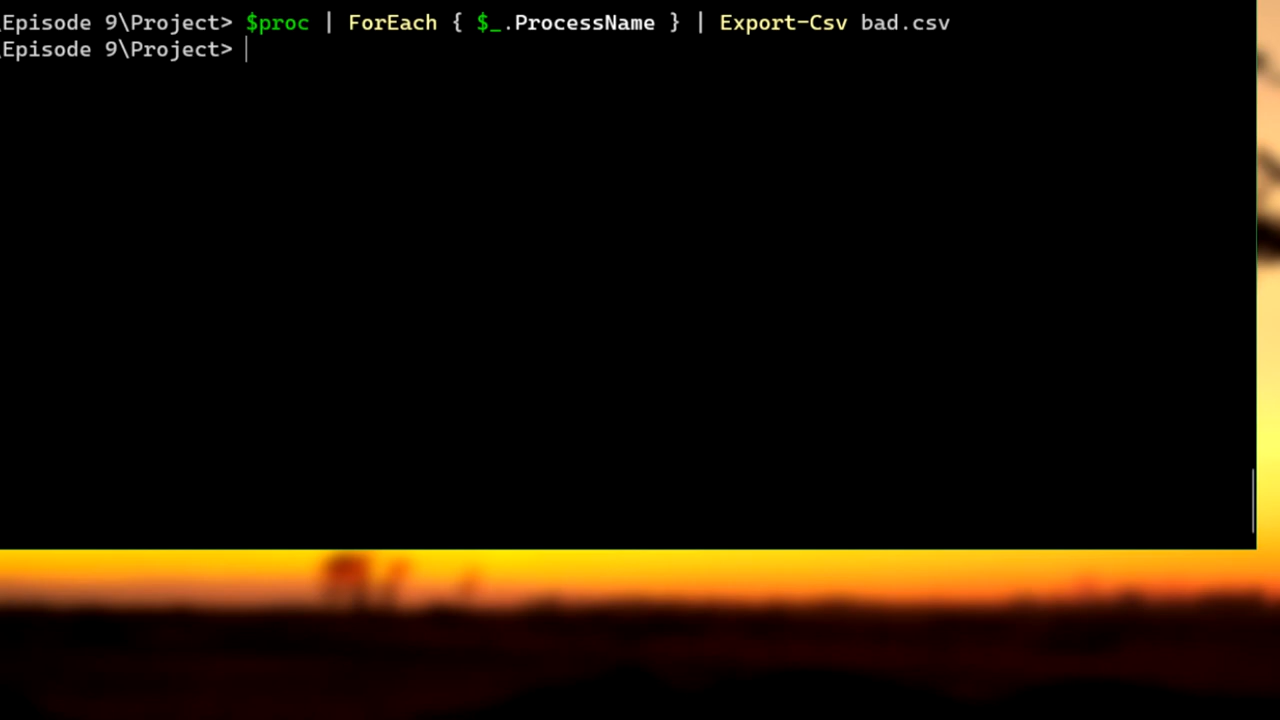 \Episode 9\Project> $proc | ForEach { $_.ProcessName } | Export-Csv bad.csv
\Episode 9\Project>